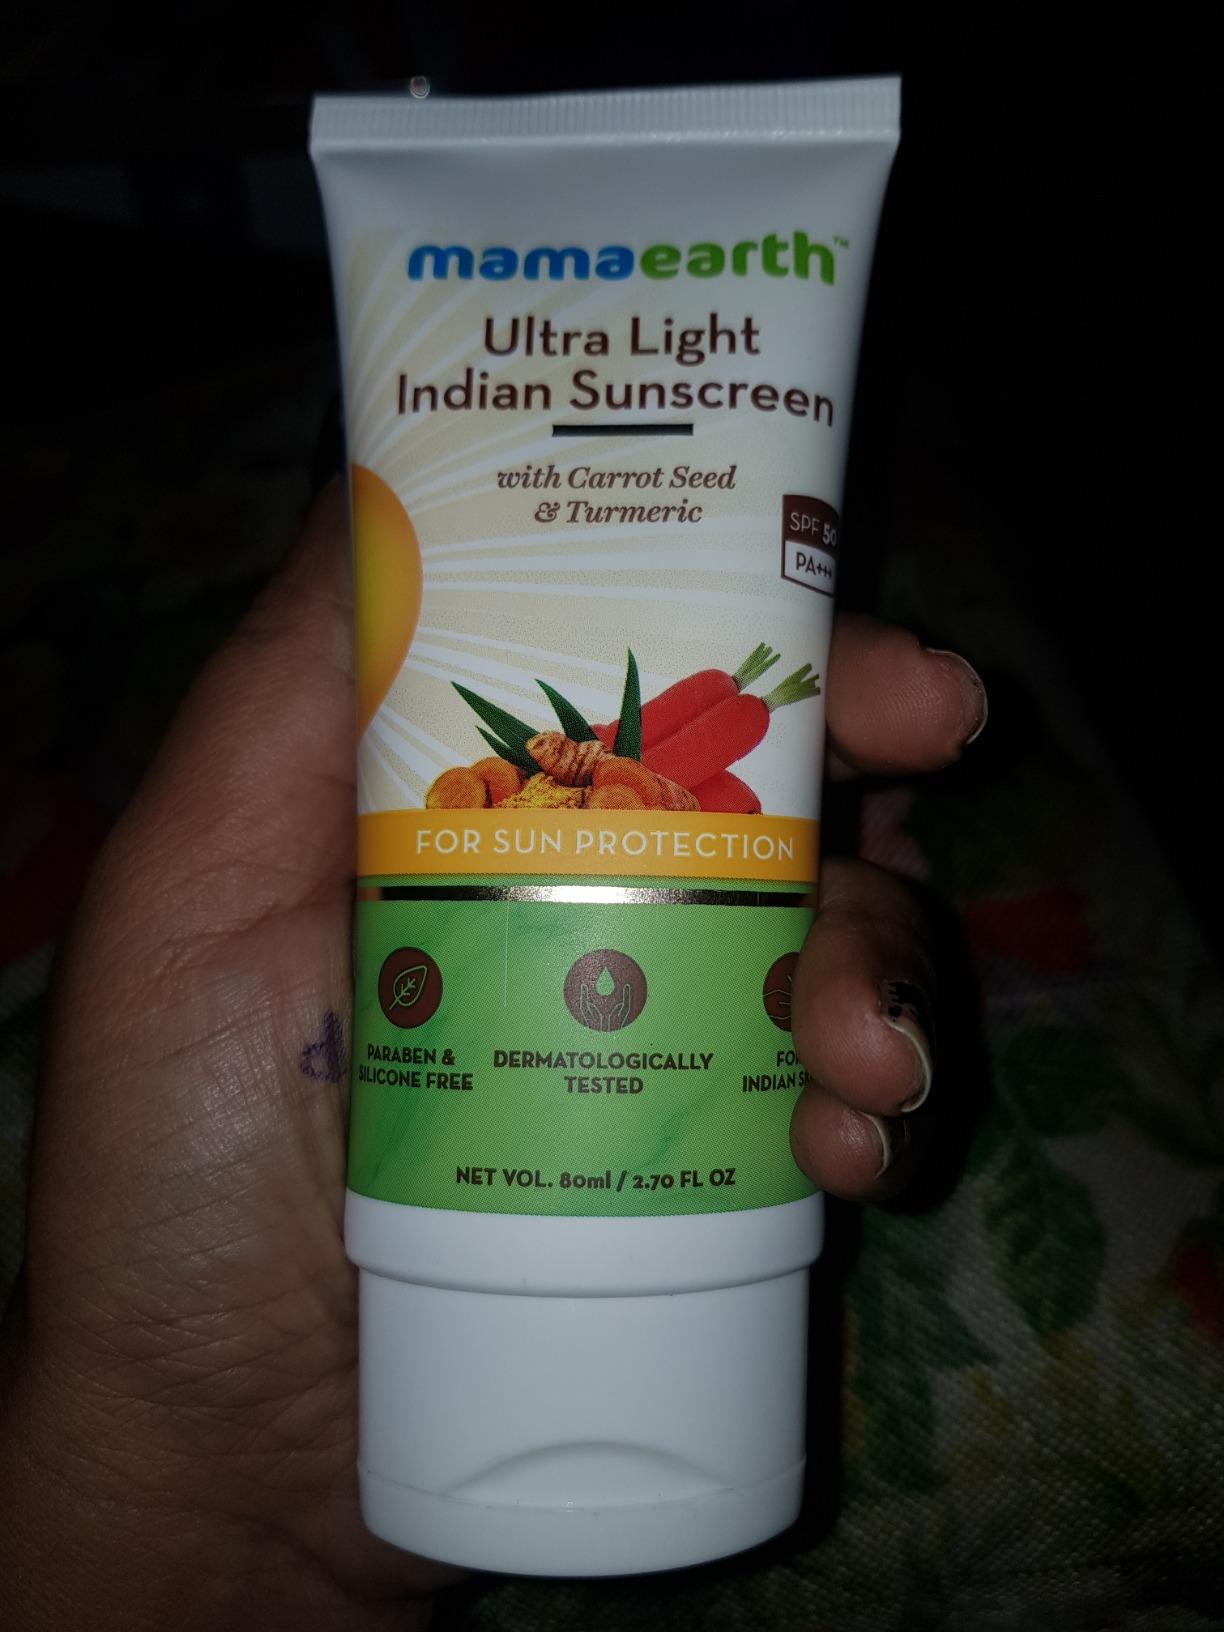 mamaearth™
Ultra Light
Indian Sunscreen
with Carrot Seed
& Turmeric
SPF 50
PA+++
FOR SUN PROTECTION
PARABEN &
SILICONE FREE
DERMATOLOGICALLY
TESTED
INDIAN
NET VOL. 80ml / 2.70 FL OZ